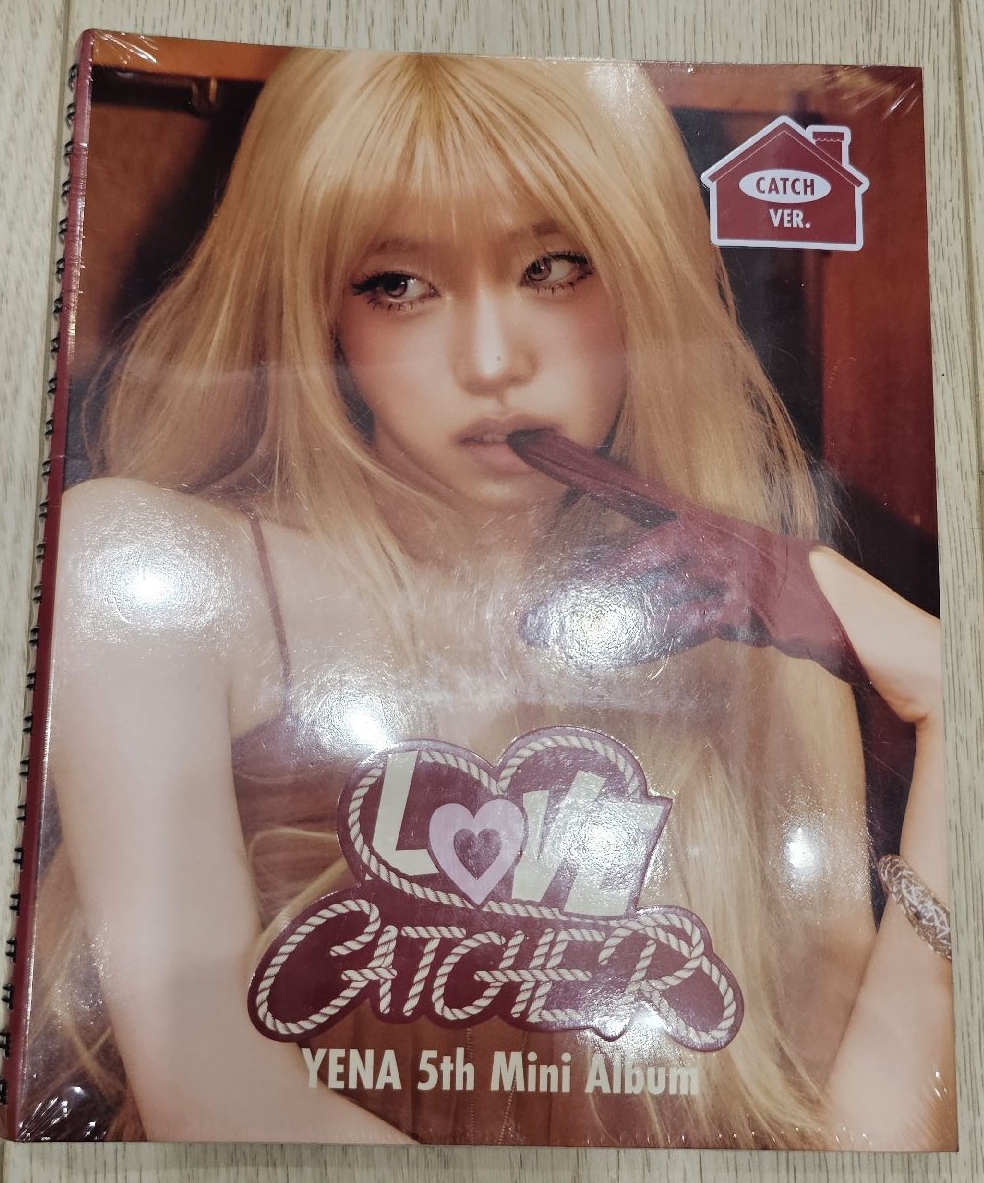 CATCH
VER.
LOVE
CATCHER
YENA 5th Mini Album